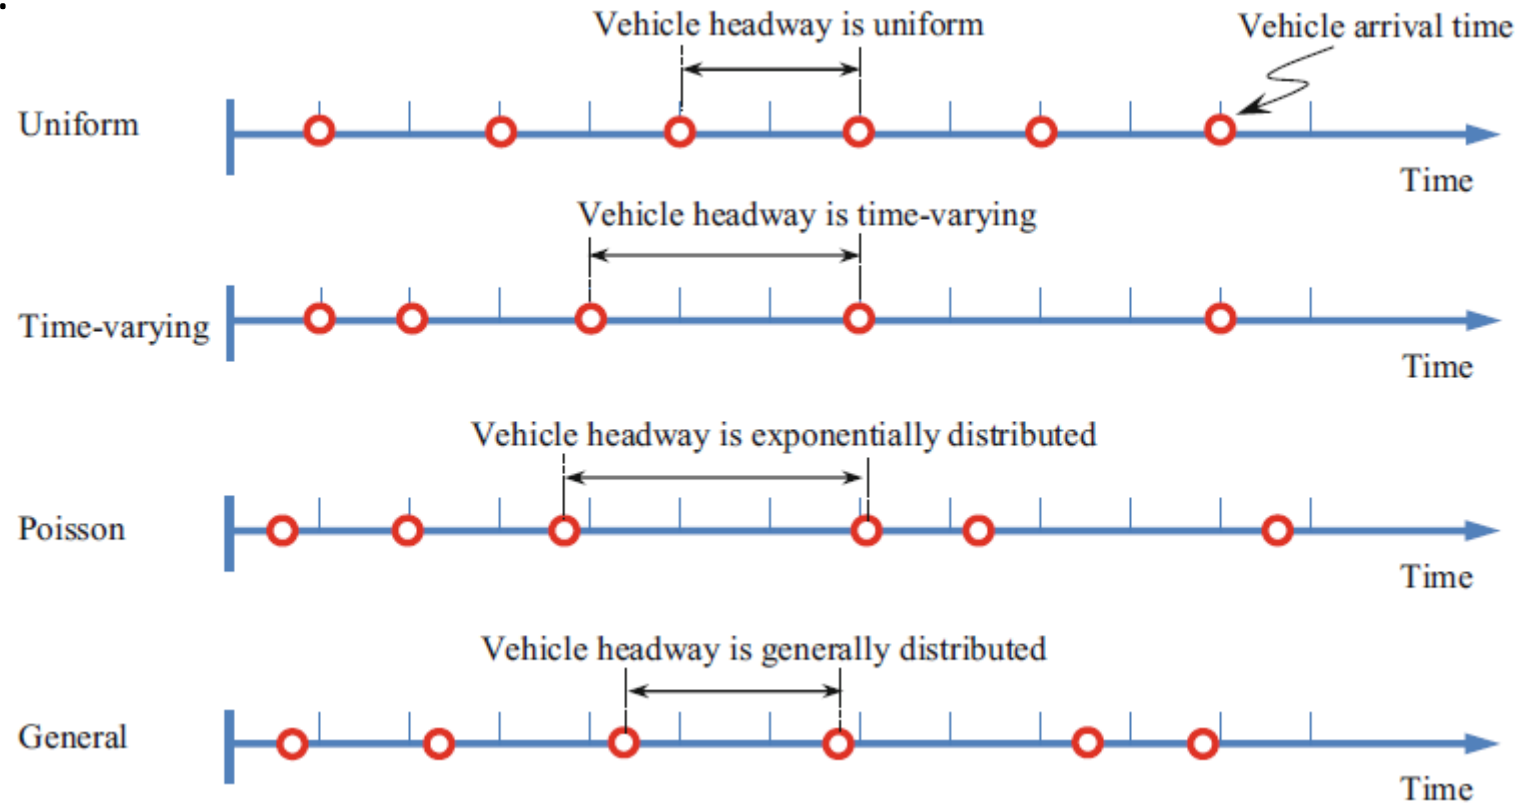 Vehicle headway is uniform
Vehicle arrival time
Uniform
Time
Vehicle headway is time-varying
Time-varying
Time
Vehicle headway is exponentially distributed
Poisson
Time
Vehicle headway is generally distributed
General
Time